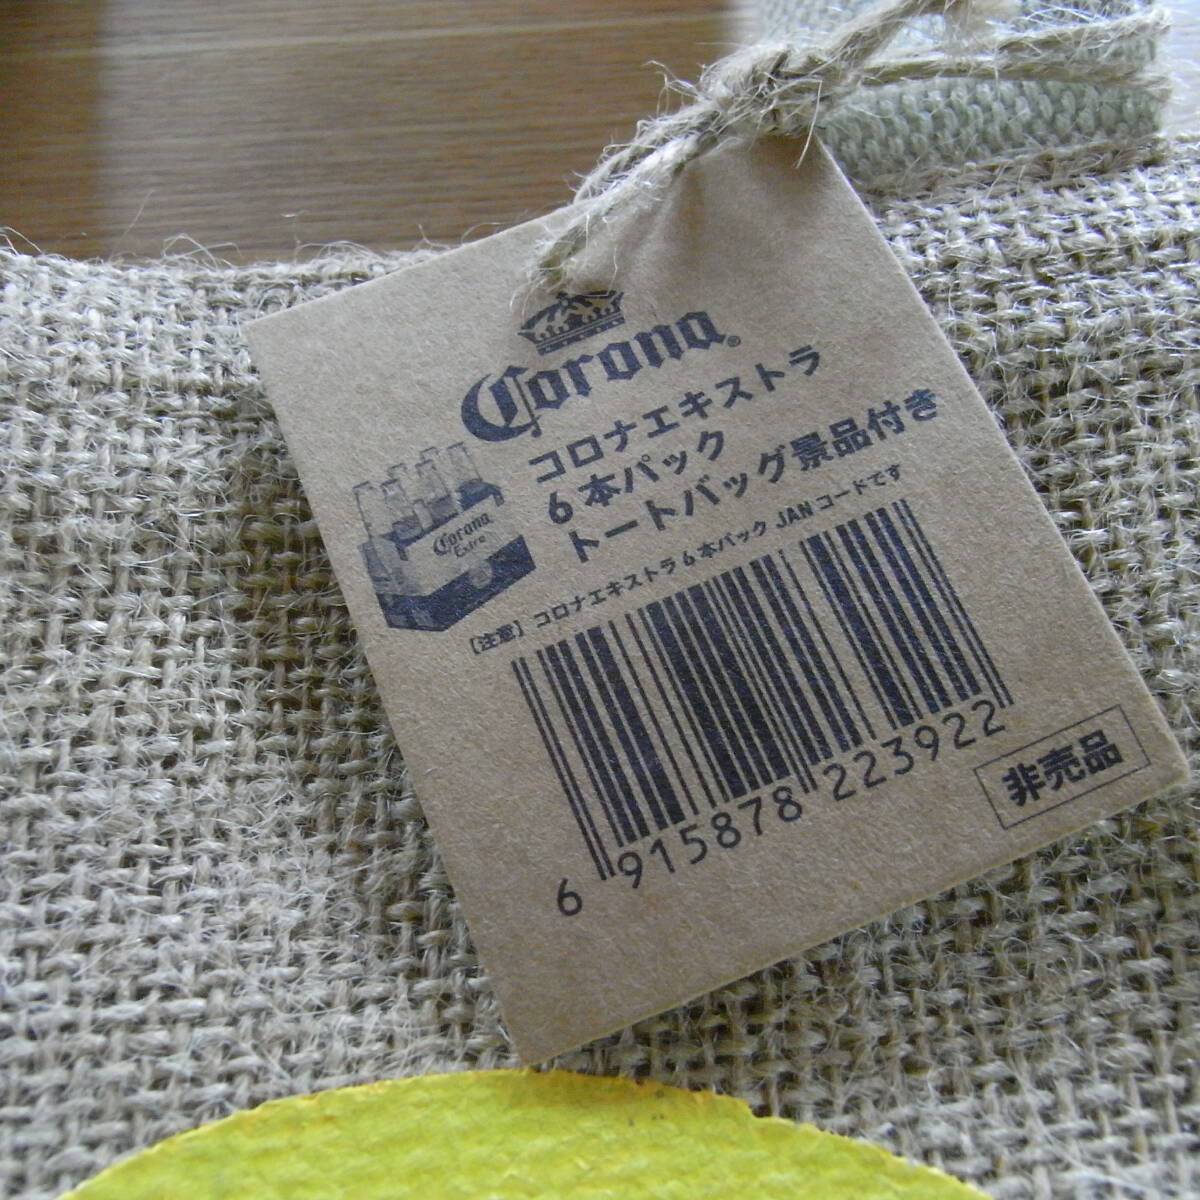 Corona®
コロナエキストラ
6本パック
トートバッグ景品付き
Corona
Extra
【注意】コロナエキストラ6本パック JANコードです
6 915878 223922
非売品